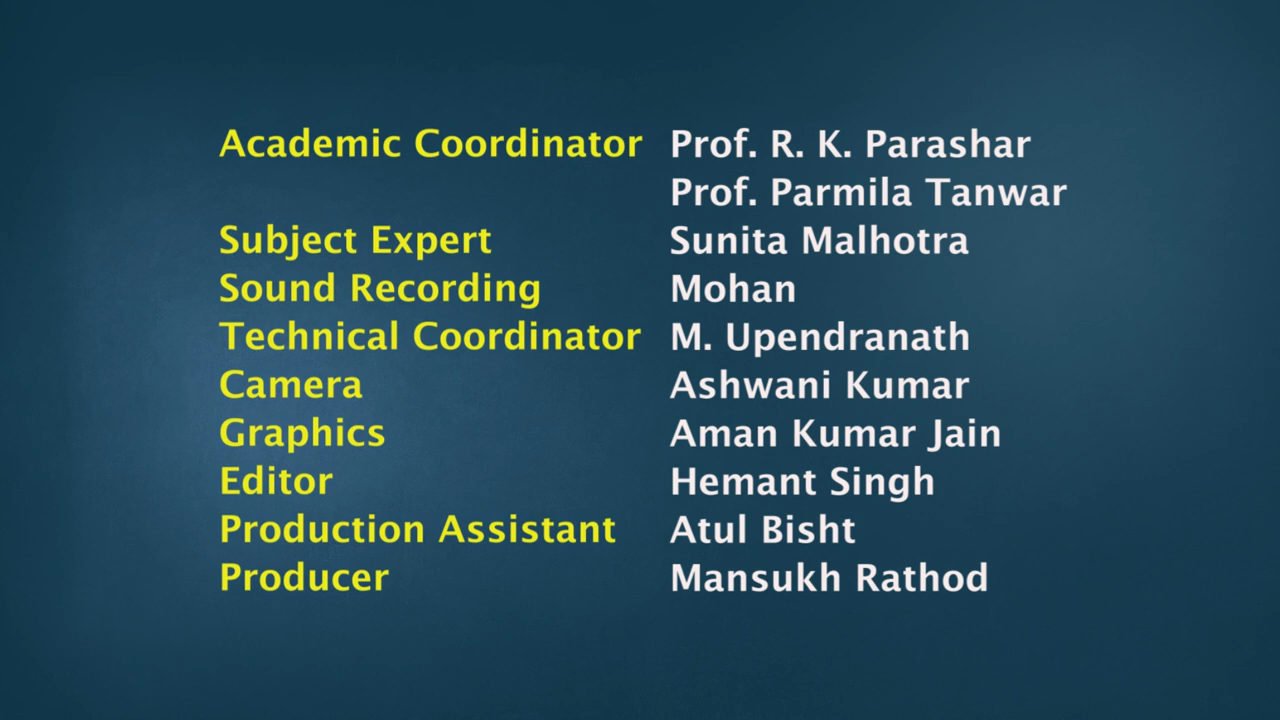 Academic Coordinator Prof. R. K. Parashar
Prof. Parmila Tanwar
Subject Expert Sunita Malhotra
Sound Recording Mohan
Technical Coordinator M. Upendranath
Camera Ashwani Kumar
Graphics Aman Kumar Jain
Editor Hemant Singh
Production Assistant Atul Bisht
Producer Mansukh Rathod